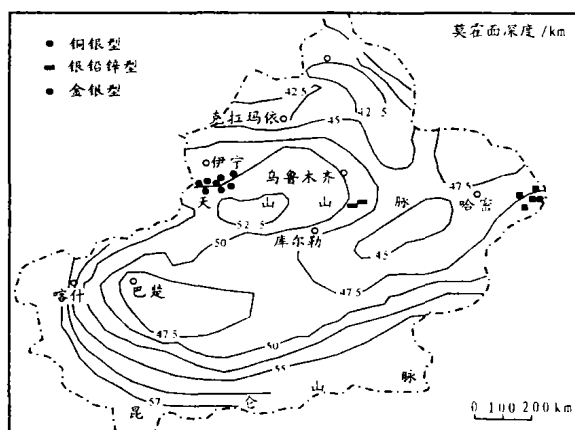 铜银型
莫霍面深度/km
银铅锌型
金银型
42.5
42.5
克拉玛依
45
伊宁
乌鲁木齐
47.5
天 山 山 脉
哈密
52.5
库尔勒
45
50
喀什
巴楚
47.5
47.5
50
55
57
昆 仑 山 脉
0 100 200 km